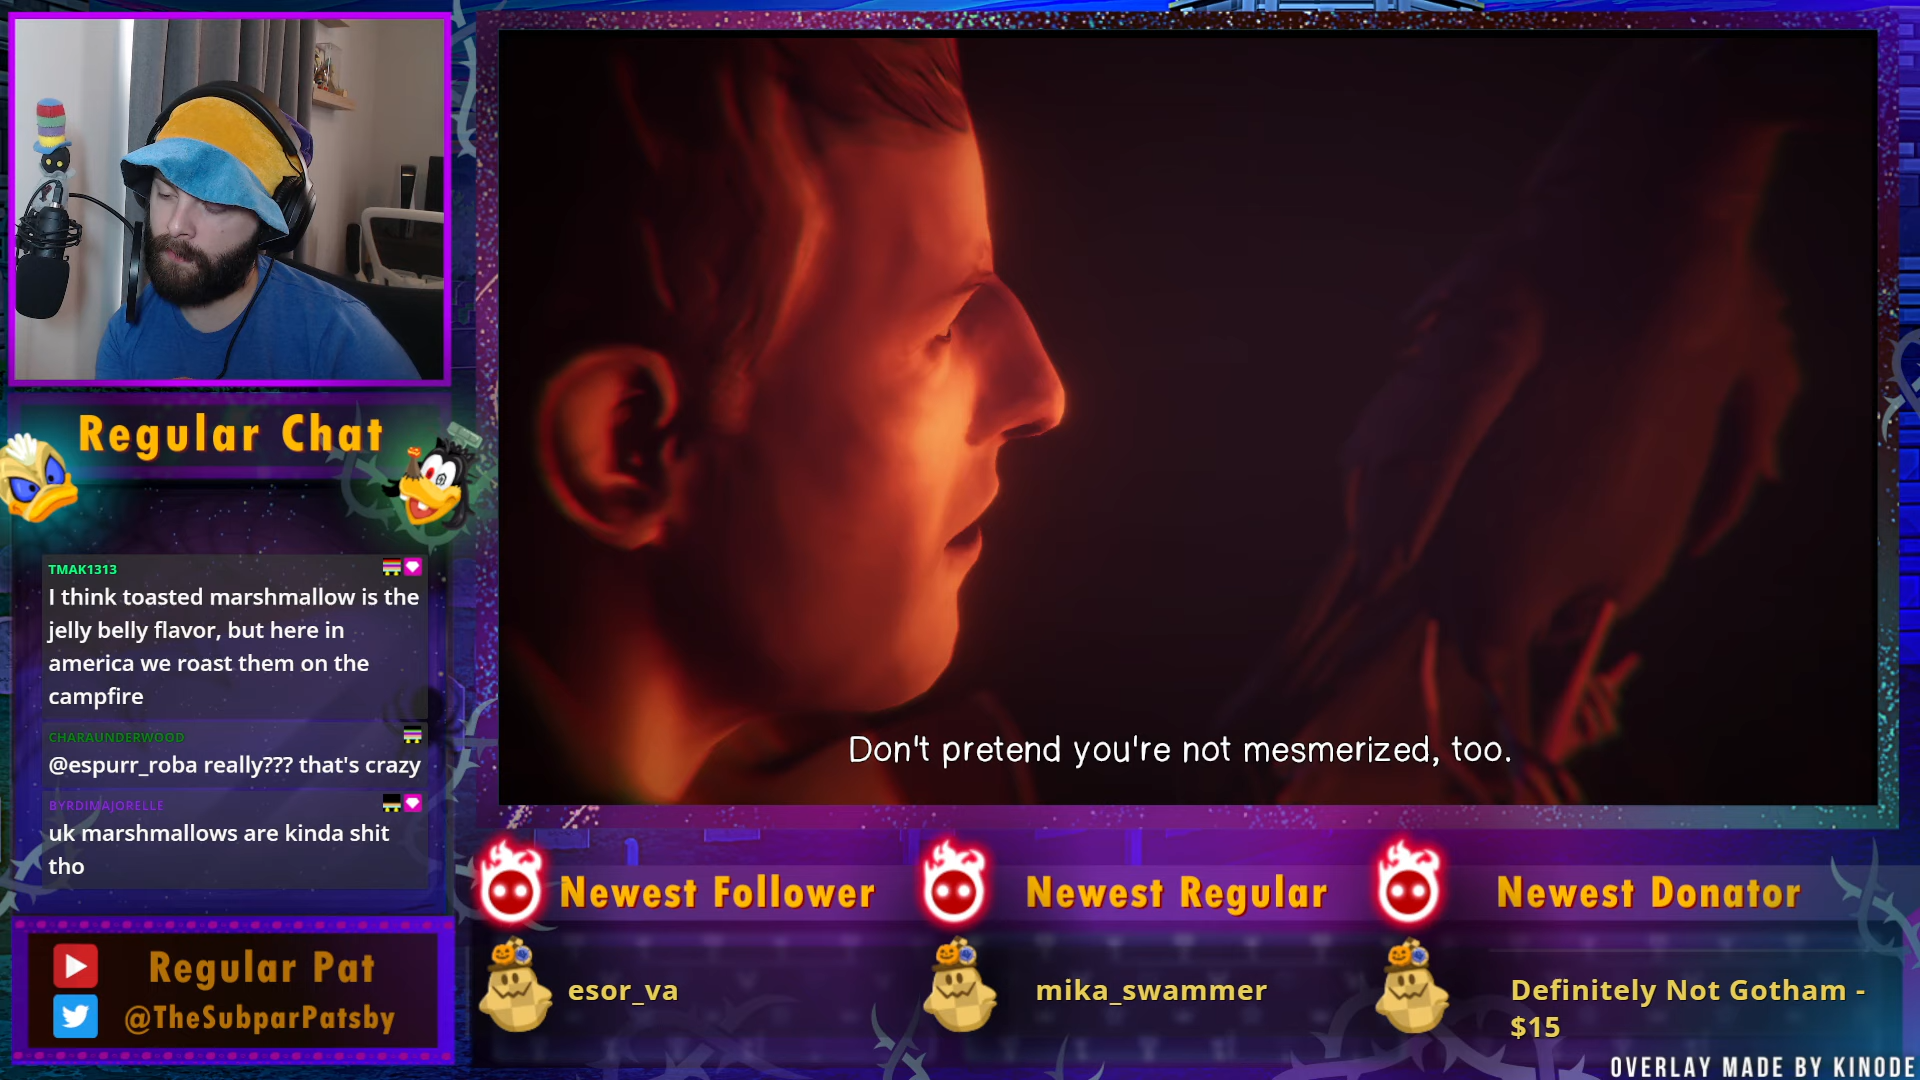 Regular Chat
TMAK1313
I think toasted marshmallow is the
jelly belly flavor, but here in
america we roast them on the
campfire
CHARAUNDERWOOD
@espurr_roba really??? that's crazy
BYRDIMAJORELLE
uk marshmallows are kinda shit
tho
Regular Pat
@TheSubparPatsby
Don't pretend you're not mesmerized, too.
Newest Follower
esor_va
Newest Regular
mika_swammer
Newest Donator
Definitely Not Gotham -
$15
OVERLAY MADE BY KINODE